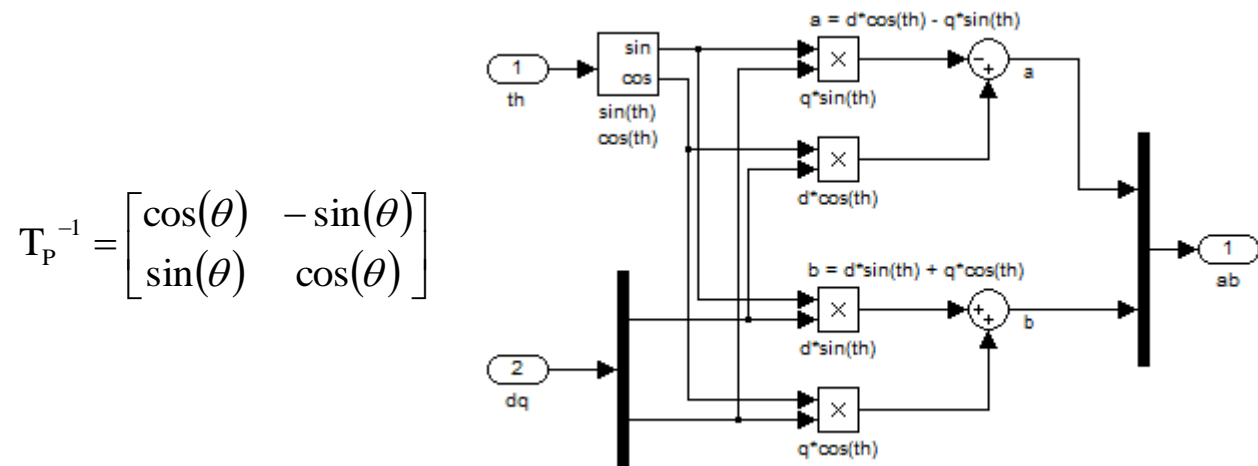 T_P^{-1} = [cos(θ) −sin(θ)
sin(θ) cos(θ)]
1
th
sin
cos
sin(th)
cos(th)
a = d*cos(th) - q*sin(th)
×
q*sin(th)
−
+
a
×
d*cos(th)
2
dq
b = d*sin(th) + q*cos(th)
×
d*sin(th)
+
+
b
×
q*cos(th)
1
ab